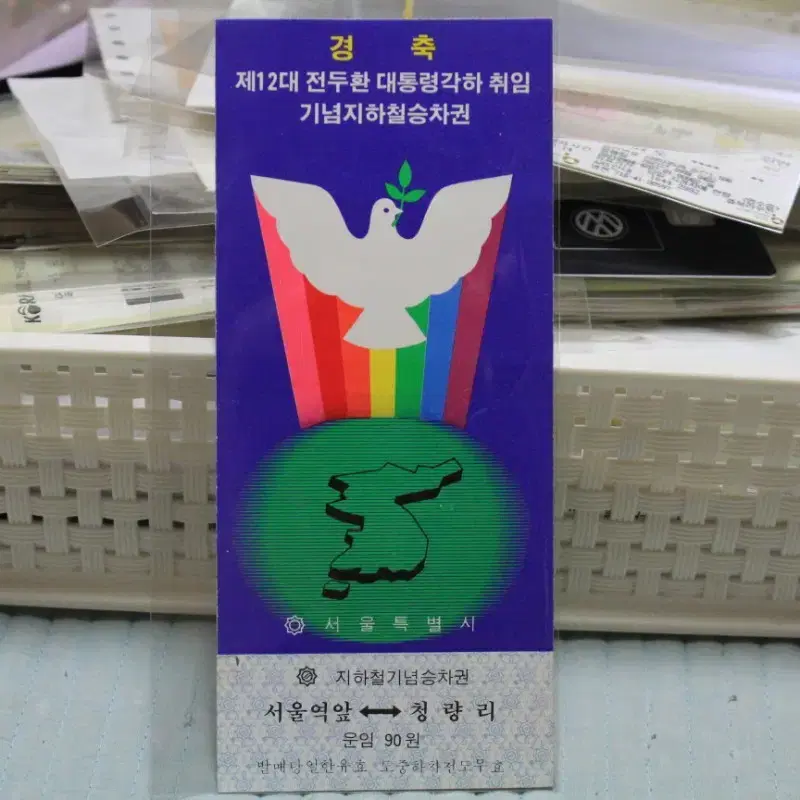 경 축
제12대 전두환 대통령각하 취임
기념지하철승차권
서울특별시
지하철기념승차권
서울역앞 ↔ 청량리
운임 90원
발매당일한유효 도중하차전도무효